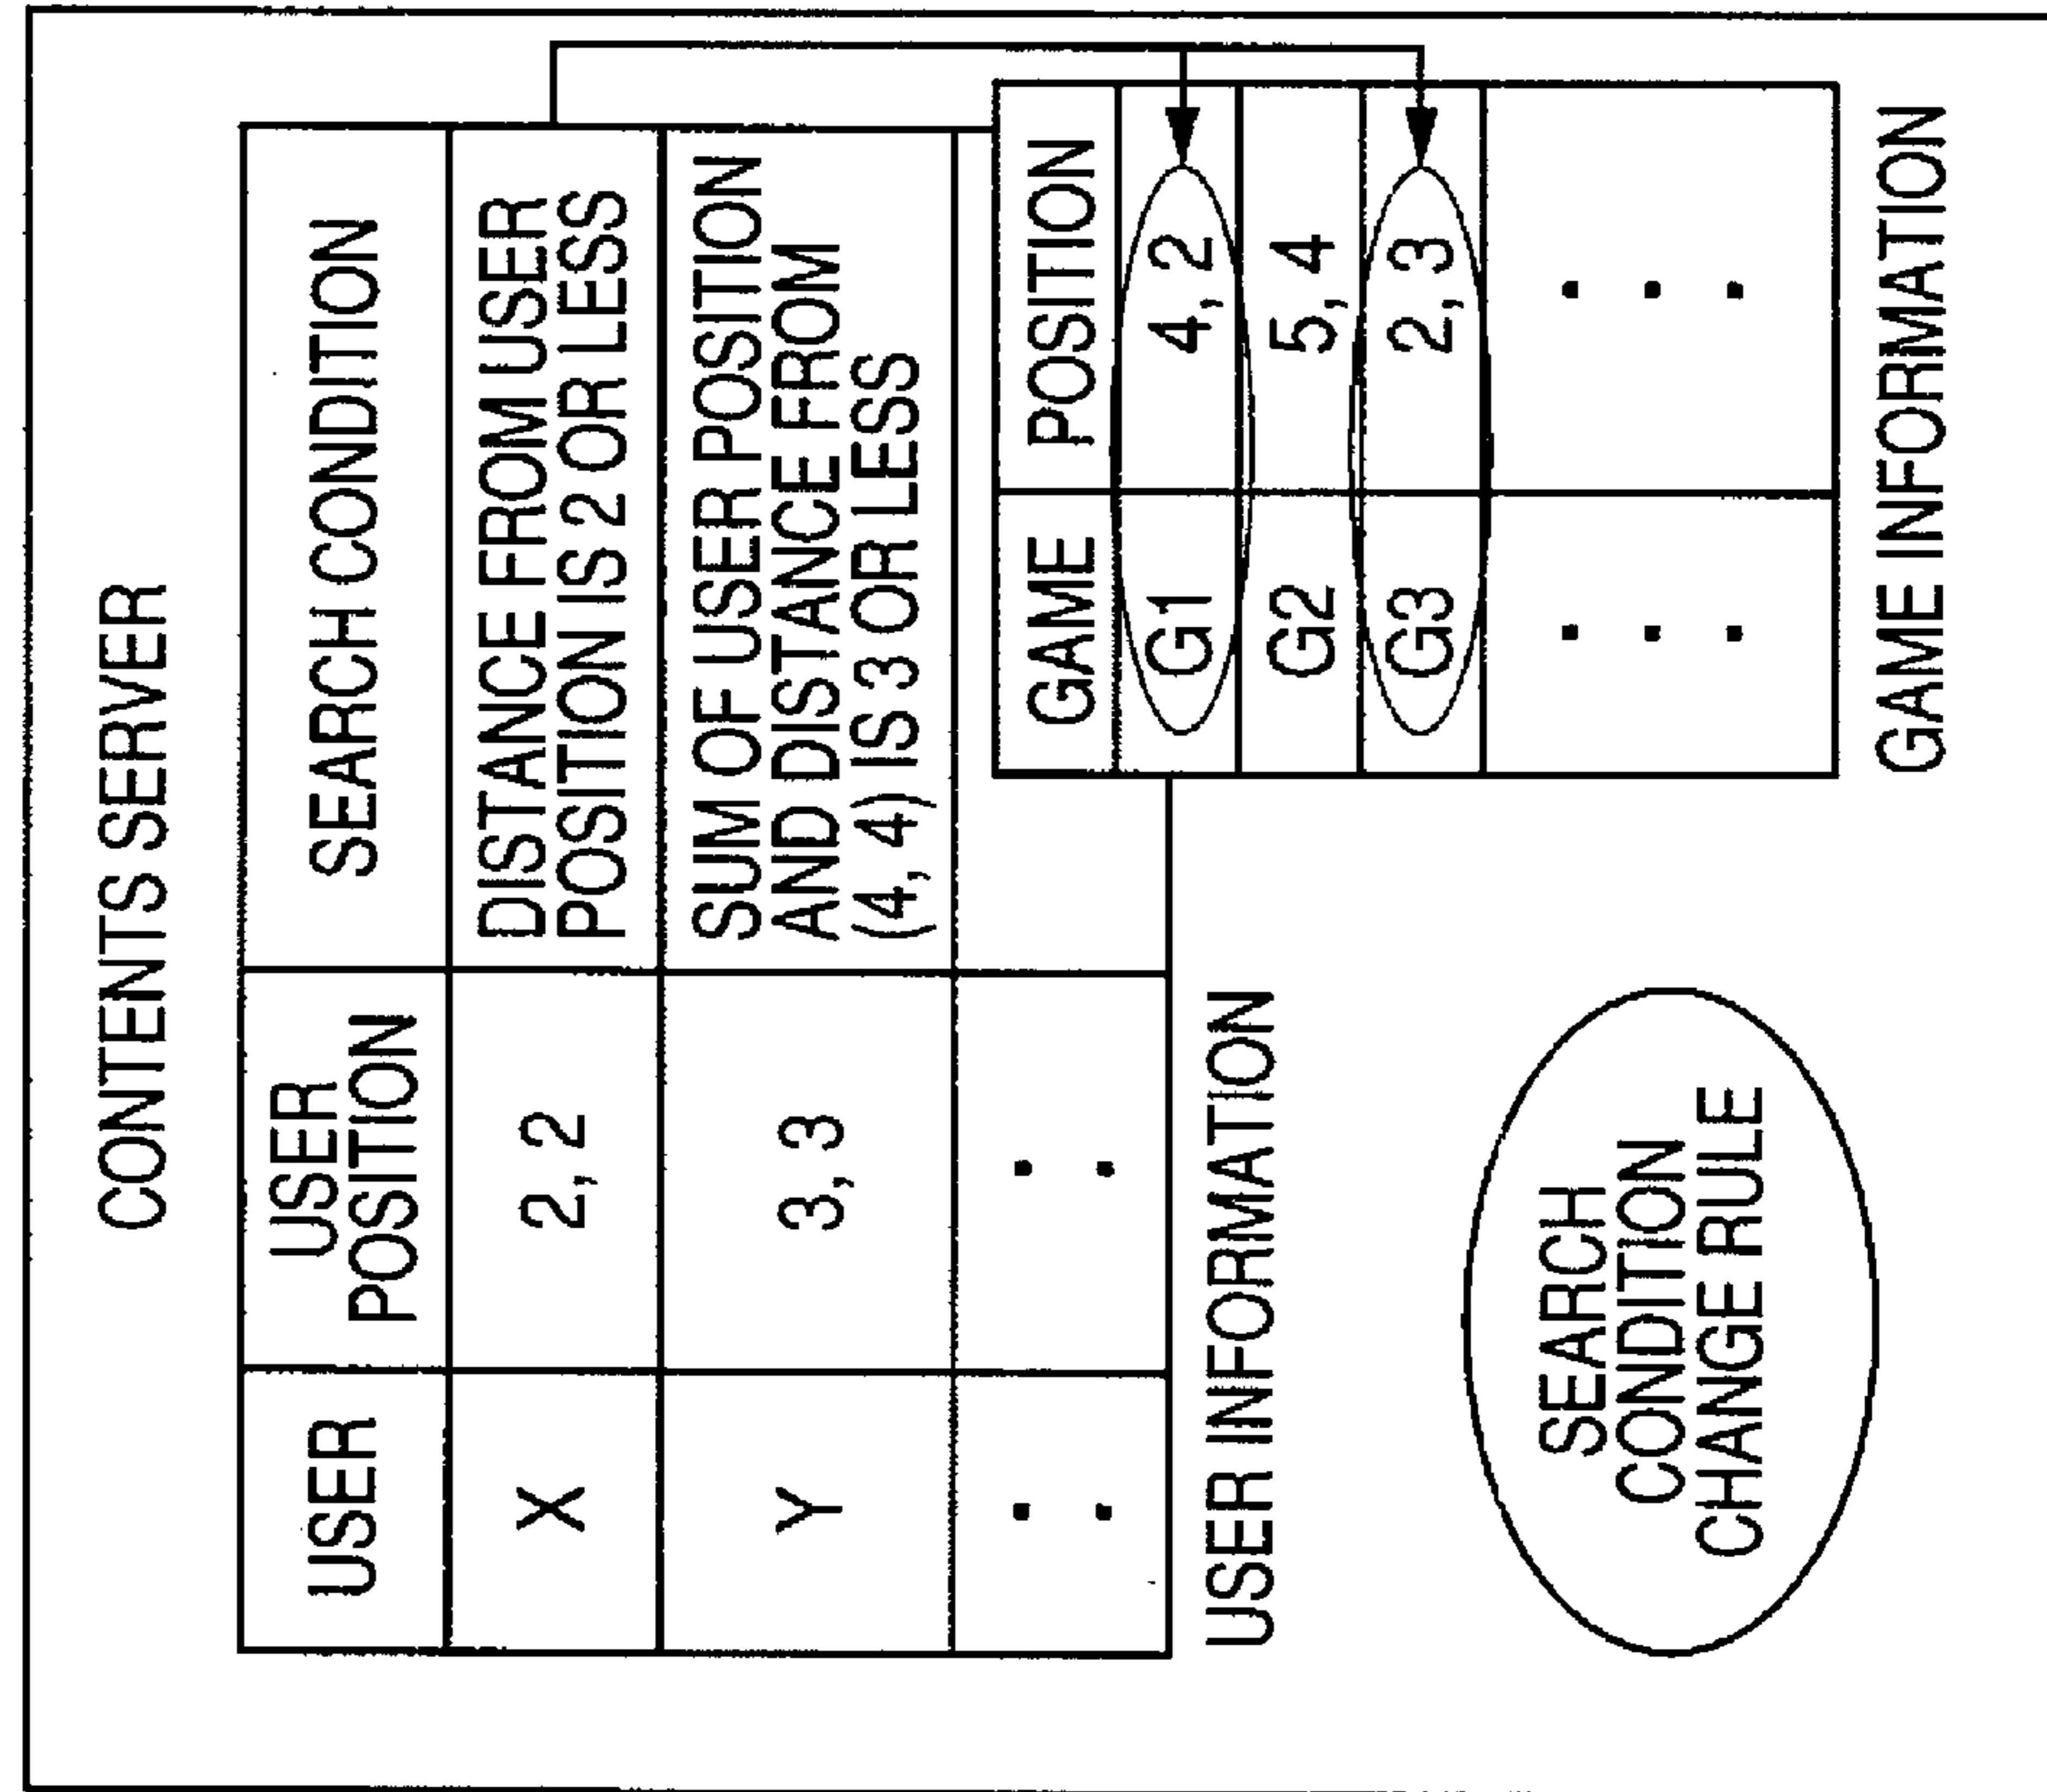 CONTENTS SERVER
USER
USER
POSITION
SEARCH CONDITION
X
2, 2
DISTANCE FROM USER
POSITION IS 2 OR LESS
Y
3, 3
SUM OF USER POSITION
AND DISTANCE FROM
(4, 4) IS 3 OR LESS
USER INFORMATION
GAME
POSITION
G1
4, 2
G2
5, 4
G3
2, 3
GAME INFORMATION
SEARCH
CONDITION
CHANGE RULE